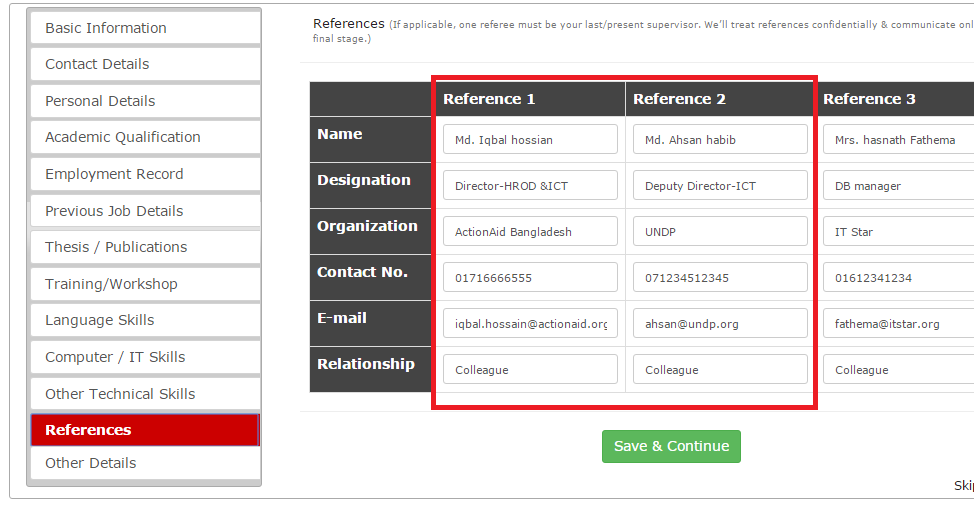 Basic Information
Contact Details
Personal Details
Academic Qualification
Employment Record
Previous Job Details
Thesis / Publications
Training/Workshop
Language Skills
Computer / IT Skills
Other Technical Skills
References
Other Details
References (If applicable, one referee must be your last/present supervisor. We'll treat references confidentially & communicate onl
final stage.)
Reference 1 Reference 2 Reference 3
Name Md. Iqbal hossian Md. Ahsan habib Mrs. hasnath Fathema
Designation Director-HROD &ICT Deputy Director-ICT DB manager
Organization ActionAid Bangladesh UNDP IT Star
Contact No. 01716666555 071234512345 01612341234
E-mail iqbal.hossain@actionaid.org ahsan@undp.org fathema@itstar.org
Relationship Colleague Colleague Colleague
Save & Continue
Skip